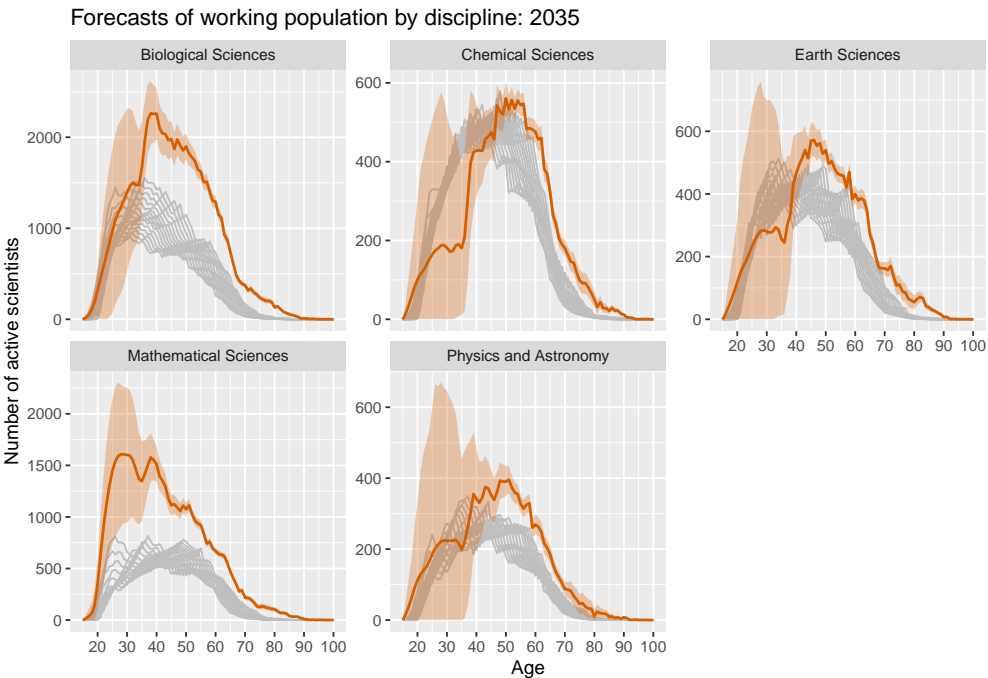 Forecasts of working population by discipline: 2035
Biological Sciences
Chemical Sciences
Earth Sciences
2000
1000
0
600
400
200
0
600
400
200
0
20 30 40 50 60 70 80 90 100
Mathematical Sciences
Physics and Astronomy
2000
1500
1000
500
0
600
400
200
0
20 30 40 50 60 70 80 90 100
20 30 40 50 60 70 80 90 100
Number of active scientists
Age